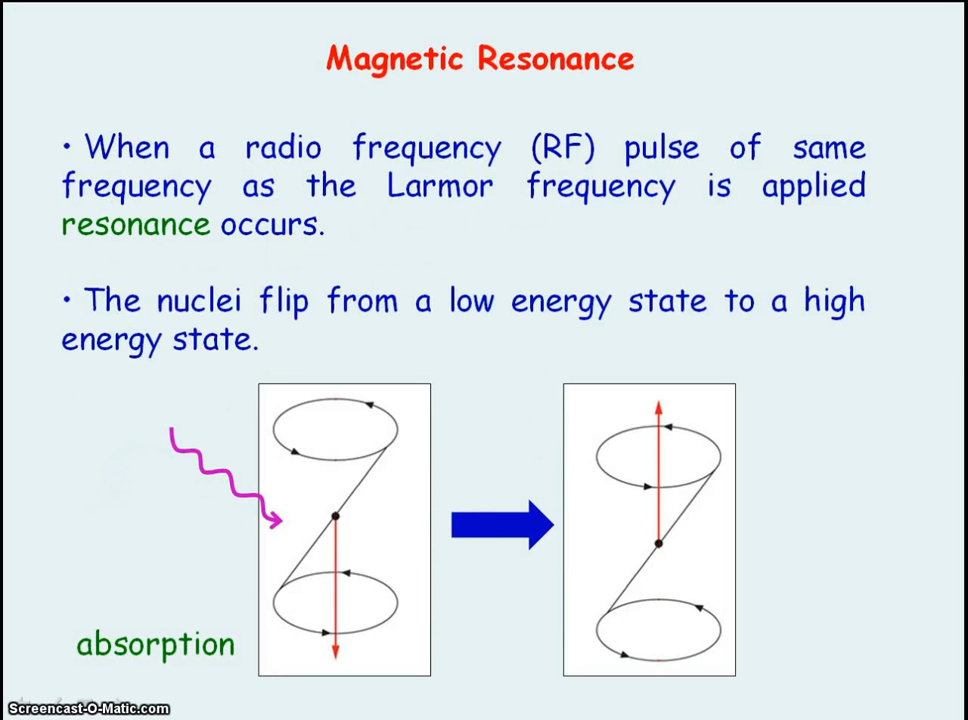 Magnetic Resonance
• When a radio frequency (RF) pulse of same
frequency as the Larmor frequency is applied
resonance occurs.
• The nuclei flip from a low energy state to a high
energy state.
absorption
Screencast-O-Matic.com